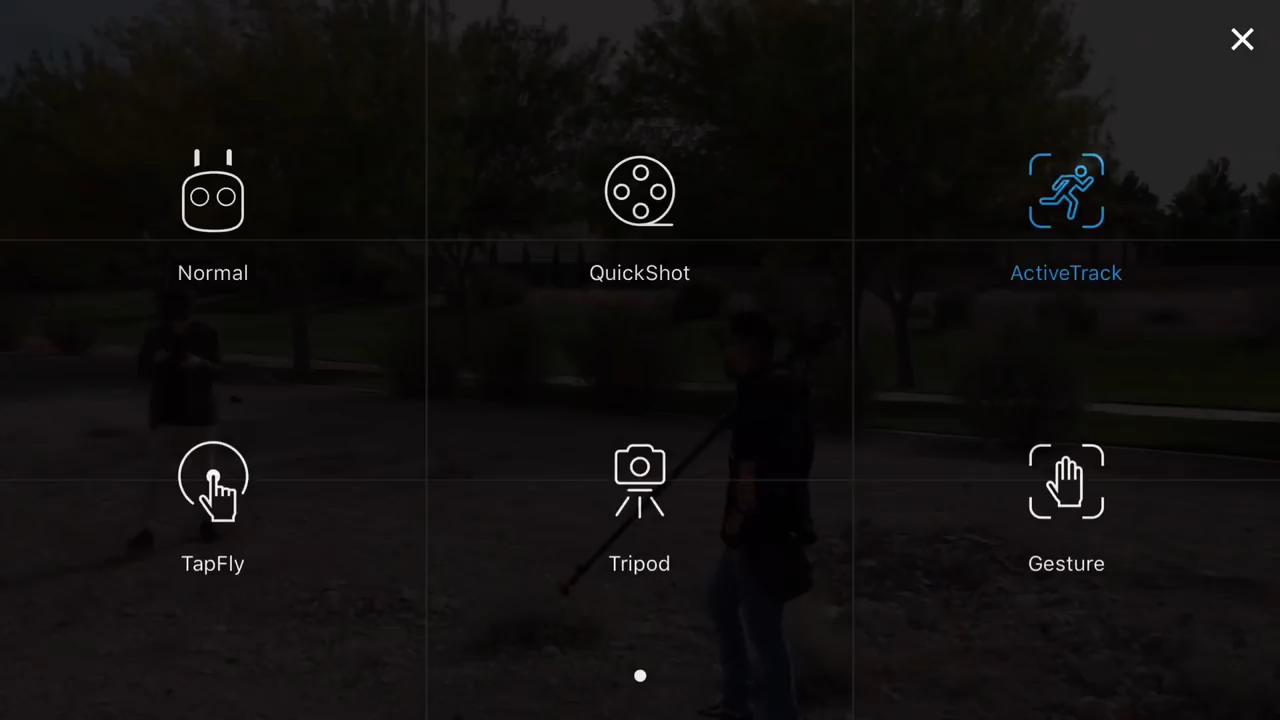 Normal
QuickShot
ActiveTrack
TapFly
Tripod
Gesture